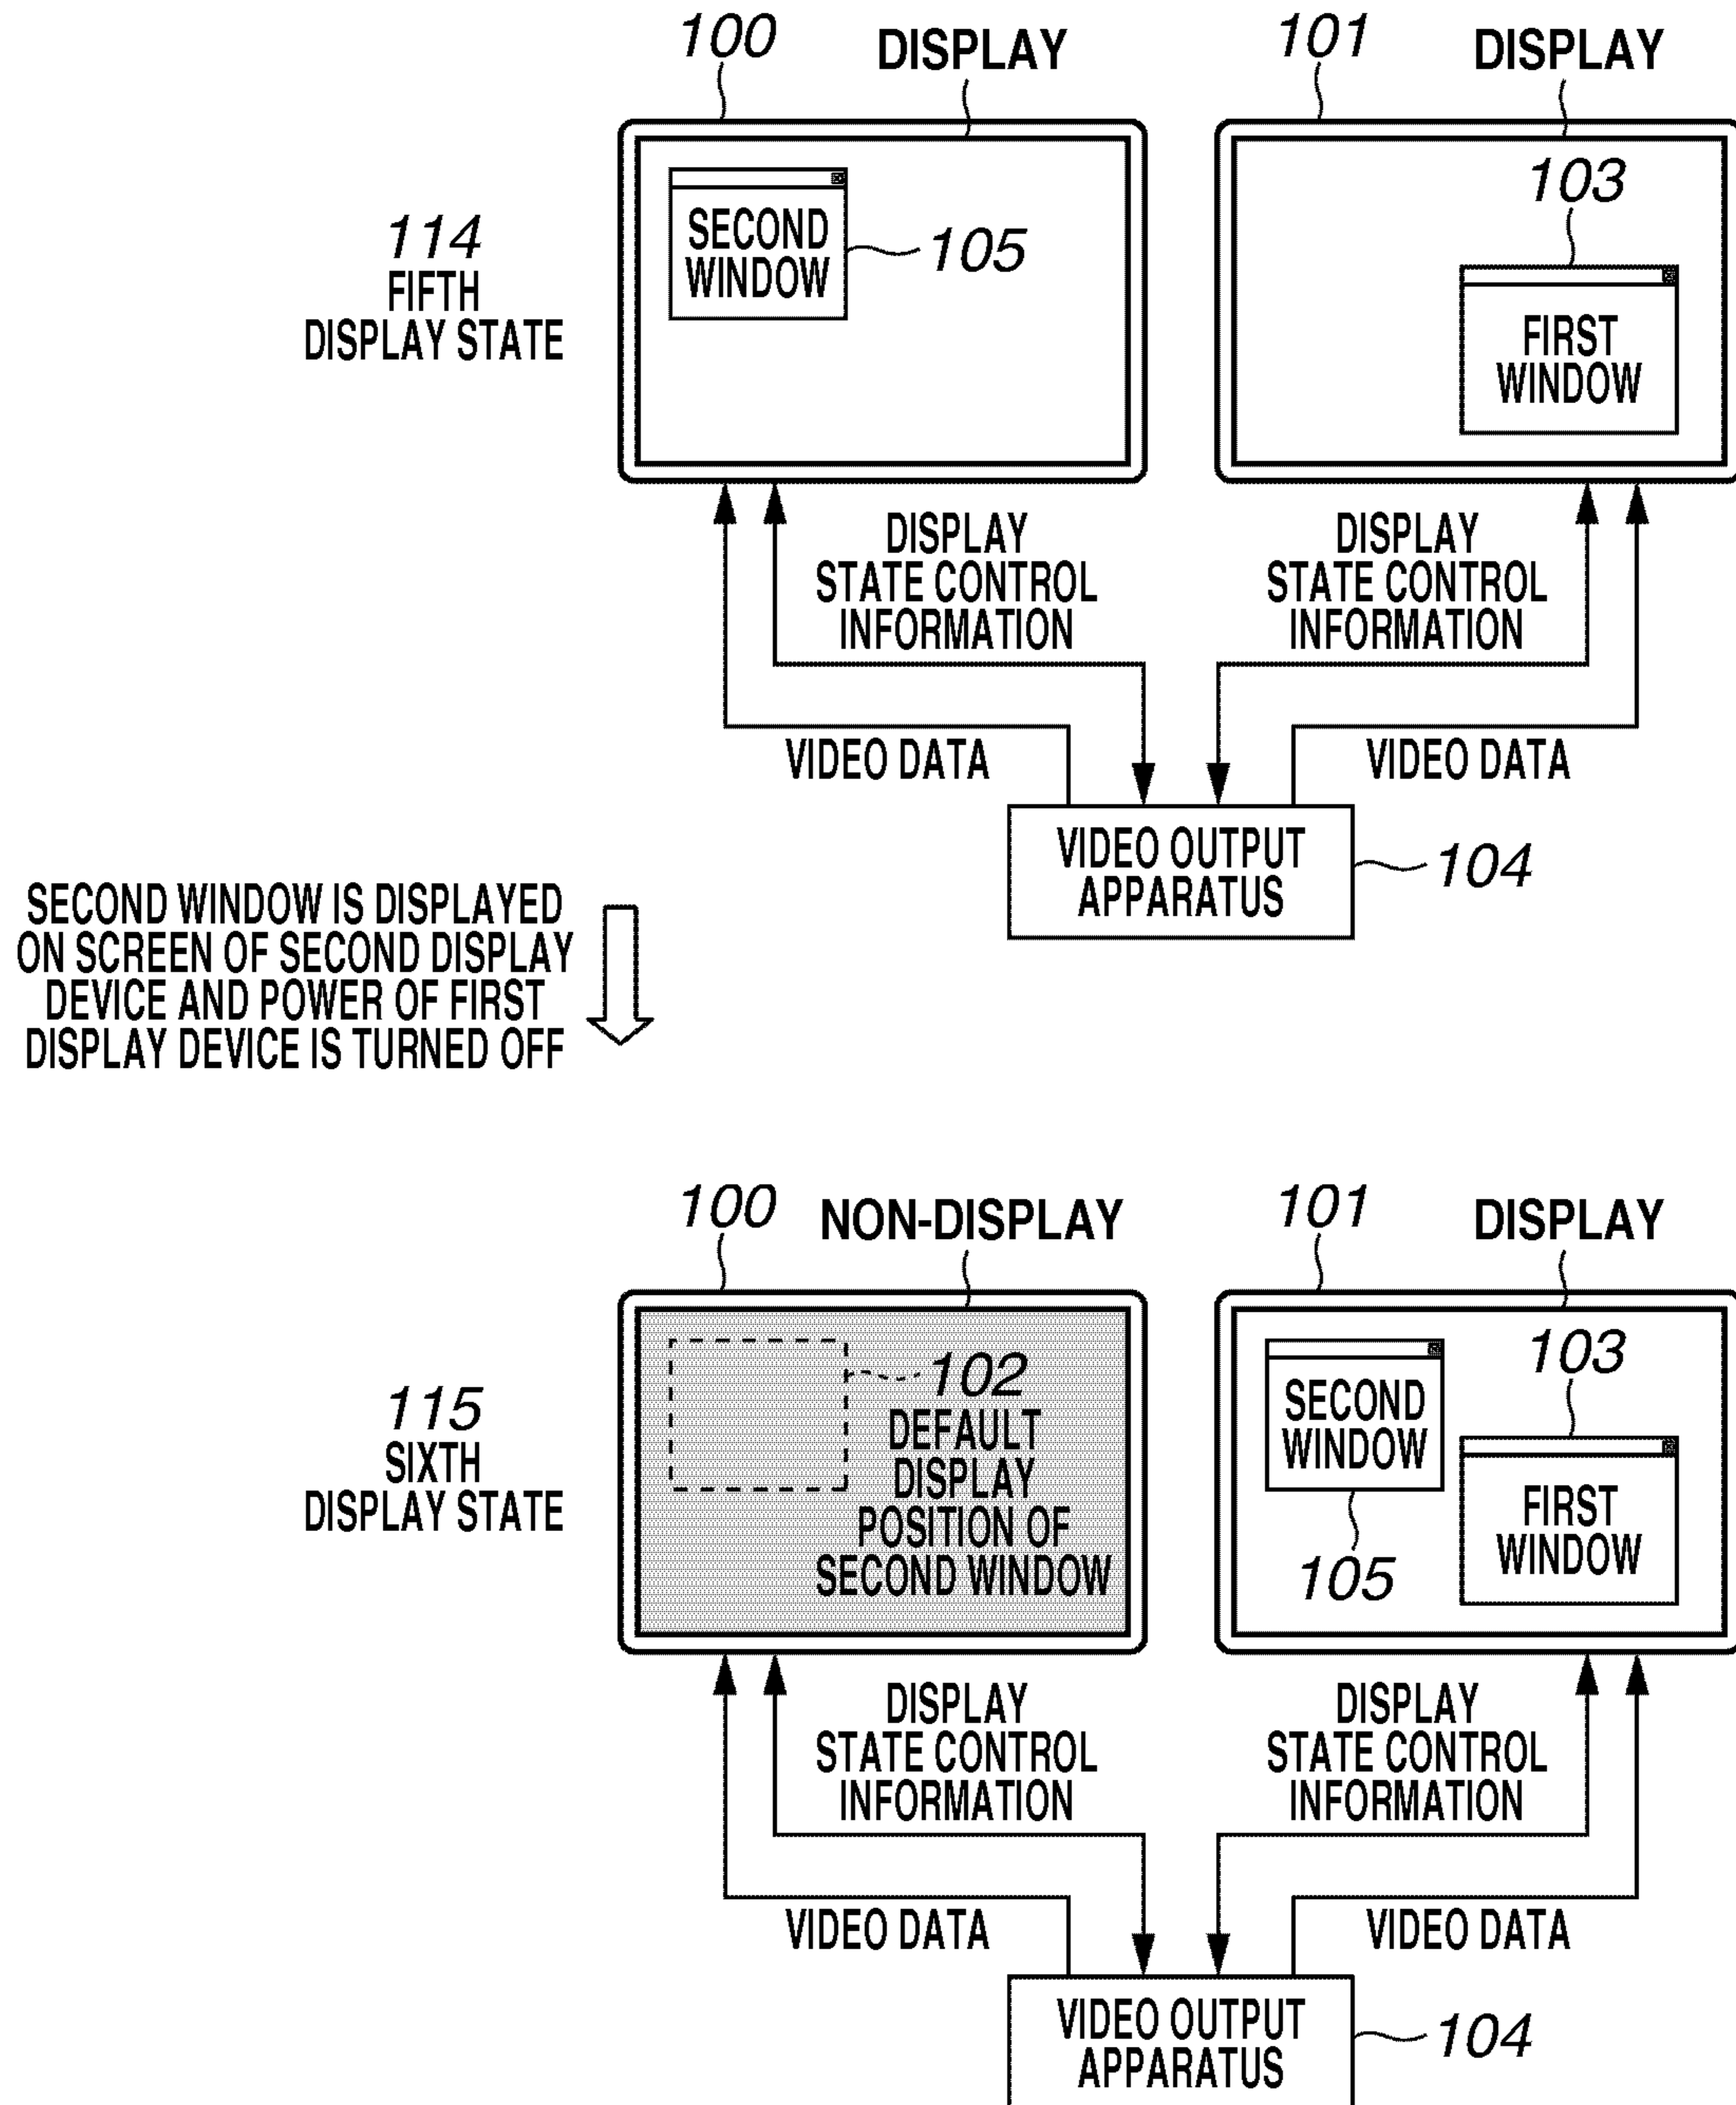 100 DISPLAY 101 DISPLAY
103
SECOND
WINDOW
105
114
FIFTH
DISPLAY STATE
FIRST
WINDOW
DISPLAY
STATE CONTROL
INFORMATION
DISPLAY
STATE CONTROL
INFORMATION
VIDEO DATA
VIDEO DATA
VIDEO OUTPUT
APPARATUS
104
SECOND WINDOW IS DISPLAYED
ON SCREEN OF SECOND DISPLAY
DEVICE AND POWER OF FIRST
DISPLAY DEVICE IS TURNED OFF
100 NON-DISPLAY 101 DISPLAY
102
DEFAULT
DISPLAY
POSITION OF
SECOND WINDOW
103
SECOND
WINDOW
105
115
SIXTH
DISPLAY STATE
FIRST
WINDOW
DISPLAY
STATE CONTROL
INFORMATION
DISPLAY
STATE CONTROL
INFORMATION
VIDEO DATA
VIDEO DATA
VIDEO OUTPUT
APPARATUS
104